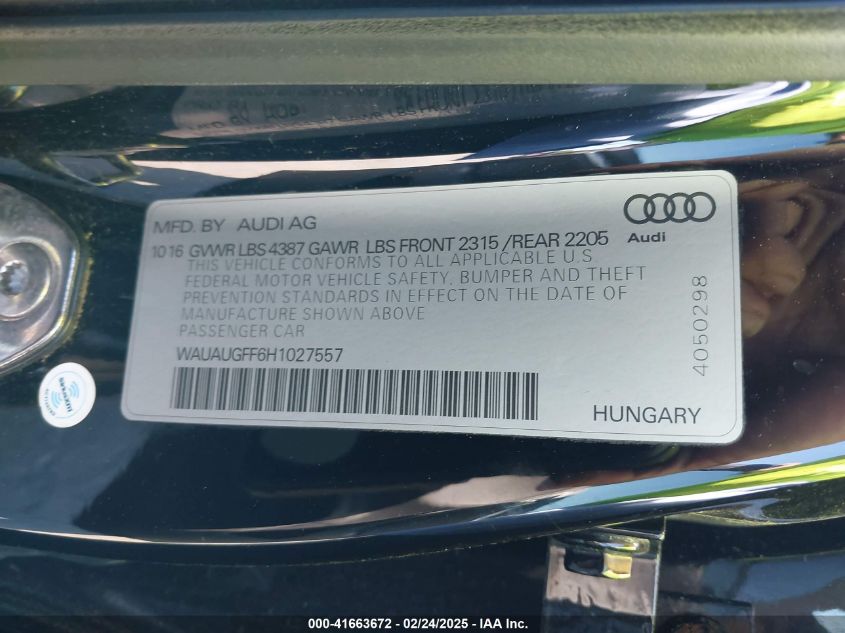 MFD. BY AUDI AG
10 16 GVWR LBS 4387 GAWR LBS FRONT 2315 /REAR 2205
THIS VEHICLE CONFORMS TO ALL APPLICABLE U.S
FEDERAL MOTOR VEHICLE SAFETY, BUMPER AND THEFT
PREVENTION STANDARDS IN EFFECT ON THE DATE OF
MANUFACTURE SHOWN ABOVE
PASSENGER CAR
WAUAUGFF6H1027557
HUNGARY
Audi
4050298
000-41663672 - 02/24/2025 - IAA Inc.